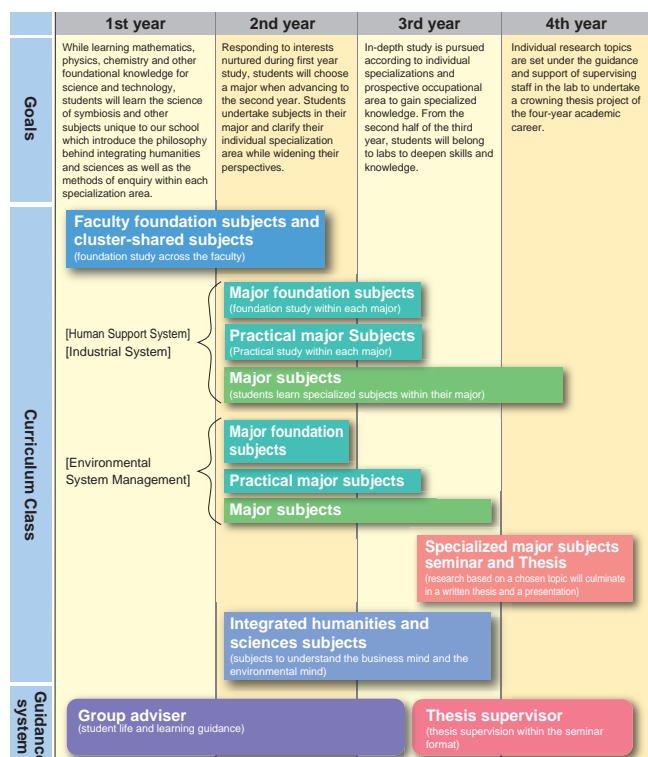 1st year
2nd year
3rd year
4th year
Goals
While learning mathematics,
physics, chemistry and other
foundational knowledge for
science and technology,
students will learn the science
of symbiosis and other
subjects unique to our school
which introduce the philosophy
behind integrating humanities
and sciences as well as the
methods of enquiry within each
specialization area.
Responding to interests
nurtured during first year
study, students will choose
a major when advancing to
the second year. Students
undertake subjects in their
major and clarify their
individual specialization
area while widening their
perspectives.
In-depth study is pursued
according to individual
specializations and
prospective occupational
area to gain specialized
knowledge. From the
second half of the third
year, students will belong
to labs to deepen skills and
knowledge.
Individual research topics
are set under the guidance
and support of supervising
staff in the lab to undertake
a crowning thesis project of
the four-year academic
career.
Curriculum Class
Faculty foundation subjects and
cluster-shared subjects
(foundation study across the faculty)
[Human Support System]
[Industrial System]
Major foundation subjects
(foundation study within each major)
Practical major Subjects
(Practical study within each major)
Major subjects
(students learn specialized subjects within their major)
[Environmental
System Management]
Major foundation
subjects
Practical major subjects
Major subjects
Specialized major subjects
seminar and Thesis
(research based on a chosen topic will culminate
in a written thesis and a presentation)
Integrated humanities and
sciences subjects
(subjects to understand the business mind and the
environmental mind)
Guidance
system
Group adviser
(student life and learning guidance)
Thesis supervisor
(thesis supervision within the seminar
format)